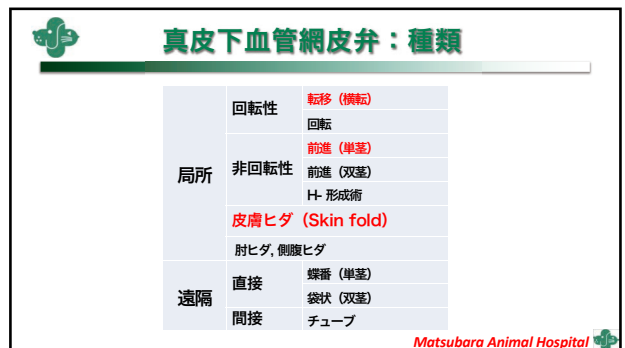 真皮下血管網皮弁：種類
局所
回転性
転移（横転）
回転
非回転性
前進（単茎）
前進（双茎）
H- 形成術
皮膚ヒダ（Skin fold）
肘ヒダ, 側腹ヒダ
遠隔
直接
蝶番（単茎）
袋状（双茎）
間接
チューブ
Matsubara Animal Hospital